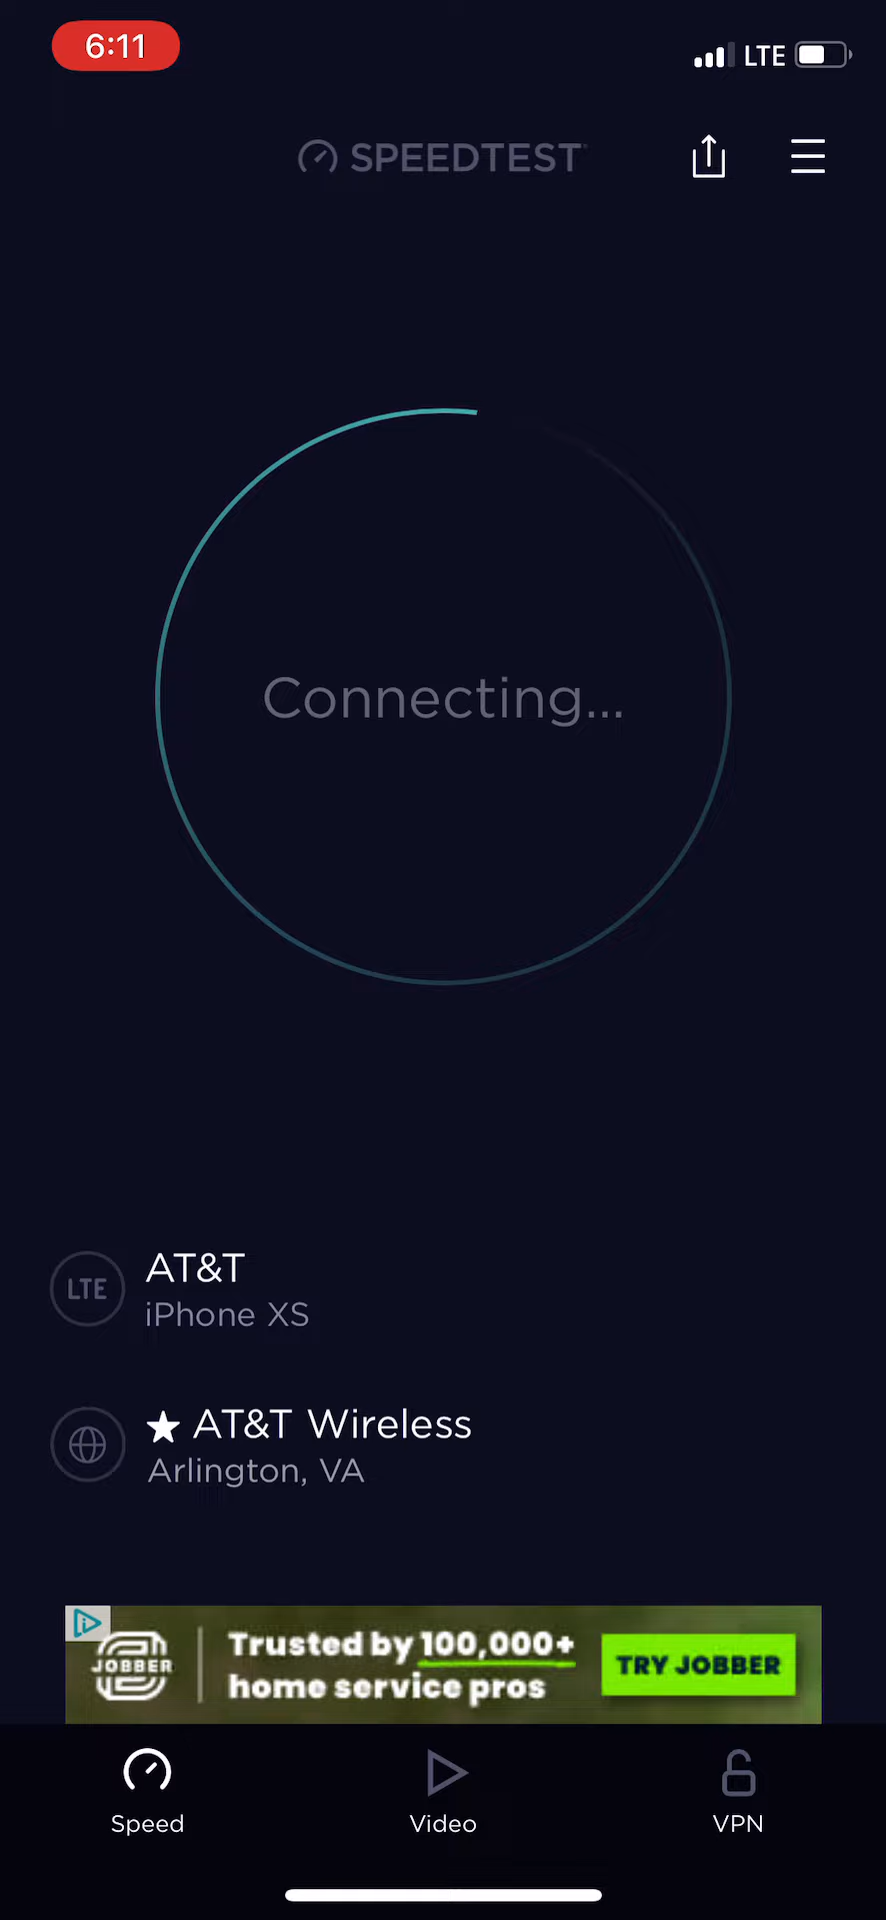 6:11
LTE
SPEEDTEST
Connecting...
LTE
AT&T
iPhone XS
★ AT&T Wireless
Arlington, VA
JOBBER
Trusted by 100,000+
home service pros
TRY JOBBER
Speed
Video
VPN